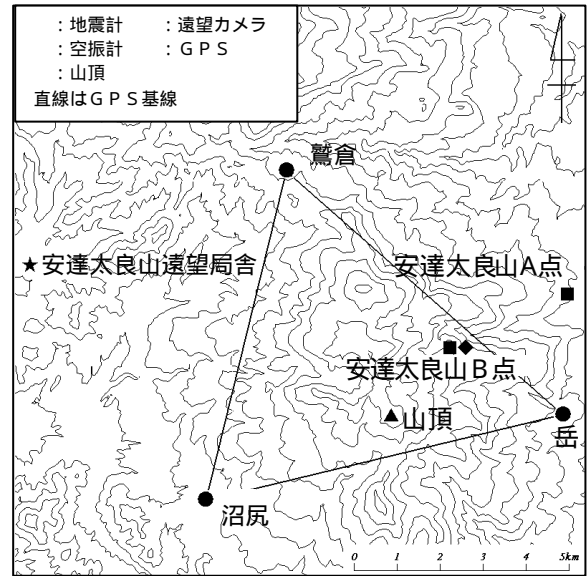 ：地震計　：遠望カメラ
：空振計　：ＧＰＳ
：山頂
直線はＧＰＳ基線
鷲倉
★安達太良山遠望局舎
安達太良山A点
安達太良山Ｂ点
山頂
岳
沼尻
0 1 2 3 4 5km